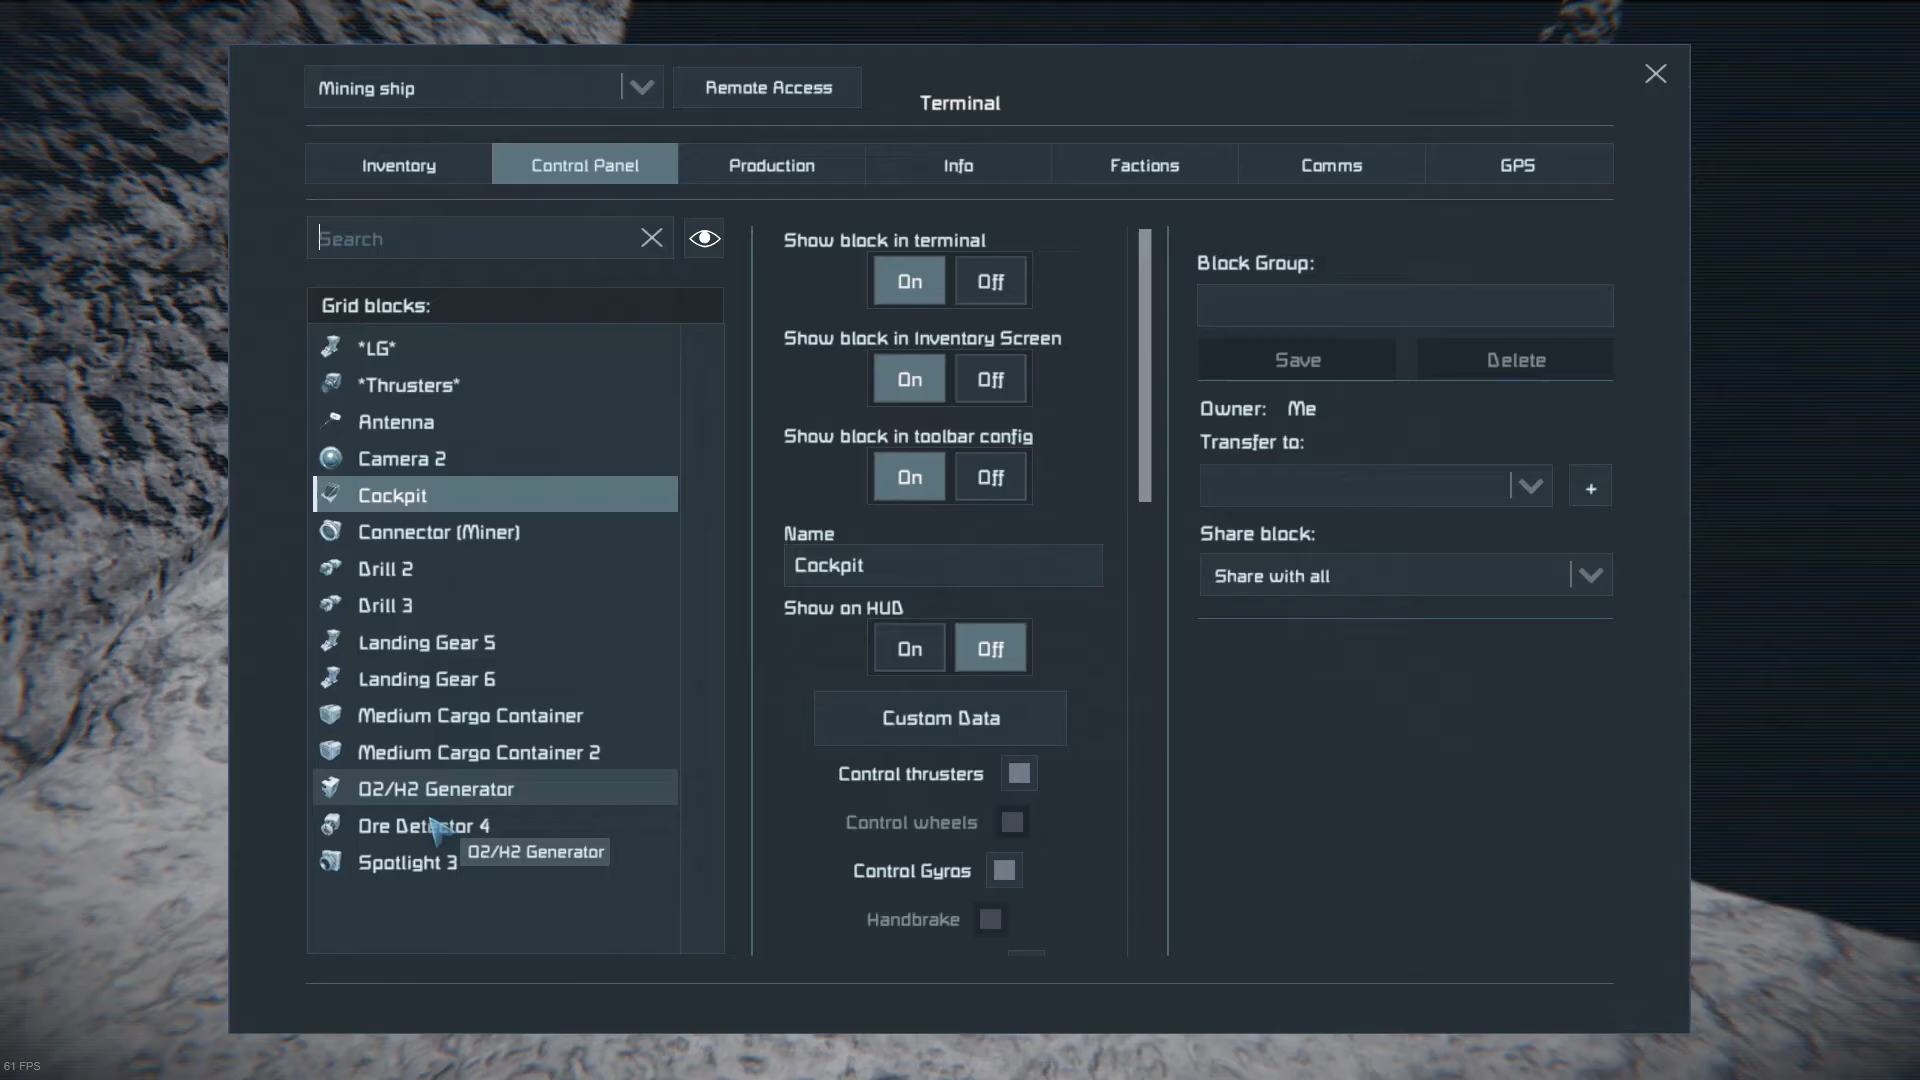 Mining ship
Remote Access
Terminal
Inventory
Control Panel
Production
Info
Factions
Comms
GPS
Search
Grid blocks:
*LG*
*Thrusters*
Antenna
Camera 2
Cockpit
Connector (Miner)
Drill 2
Drill 3
Landing Gear 5
Landing Gear 6
Medium Cargo Container
Medium Cargo Container 2
O2/H2 Generator
Ore Detector 4
O2/H2 Generator
Spotlight 3
Show block in terminal
On Off
Show block in Inventory Screen
On Off
Show block in toolbar config
On Off
Name
Cockpit
Show on HUD
On Off
Custom Data
Control thrusters
Control wheels
Control Gyros
Handbrake
Block Group:
Save Delete
Owner: Me
Transfer to:
+
Share block:
Share with all
61 FPS